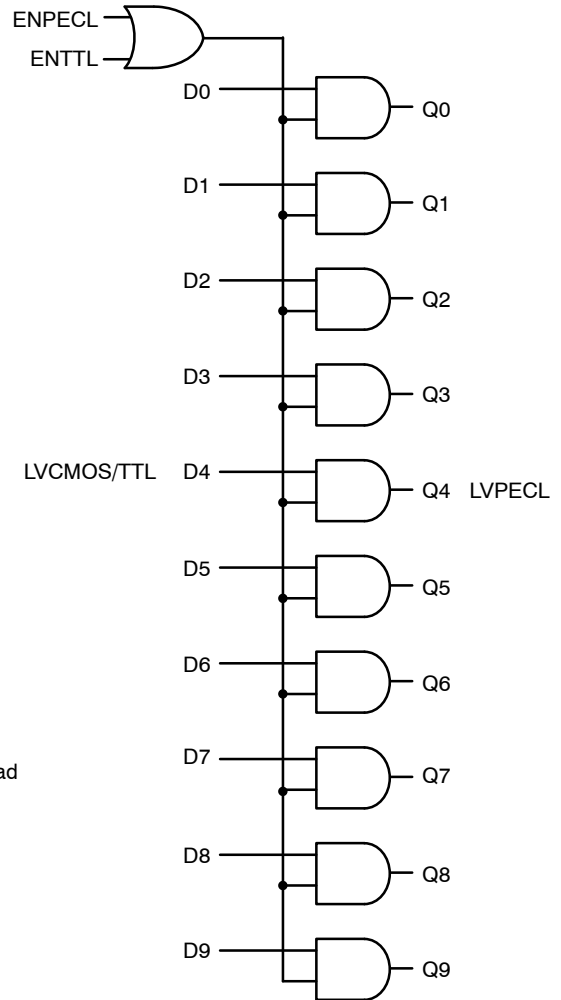 ENPECL
ENTTL
D0 Q0
D1 Q1
D2 Q2
D3 Q3
LVCMOS/TTL D4 Q4 LVPECL
D5 Q5
D6 Q6
D7 Q7
ad
D8 Q8
D9 Q9